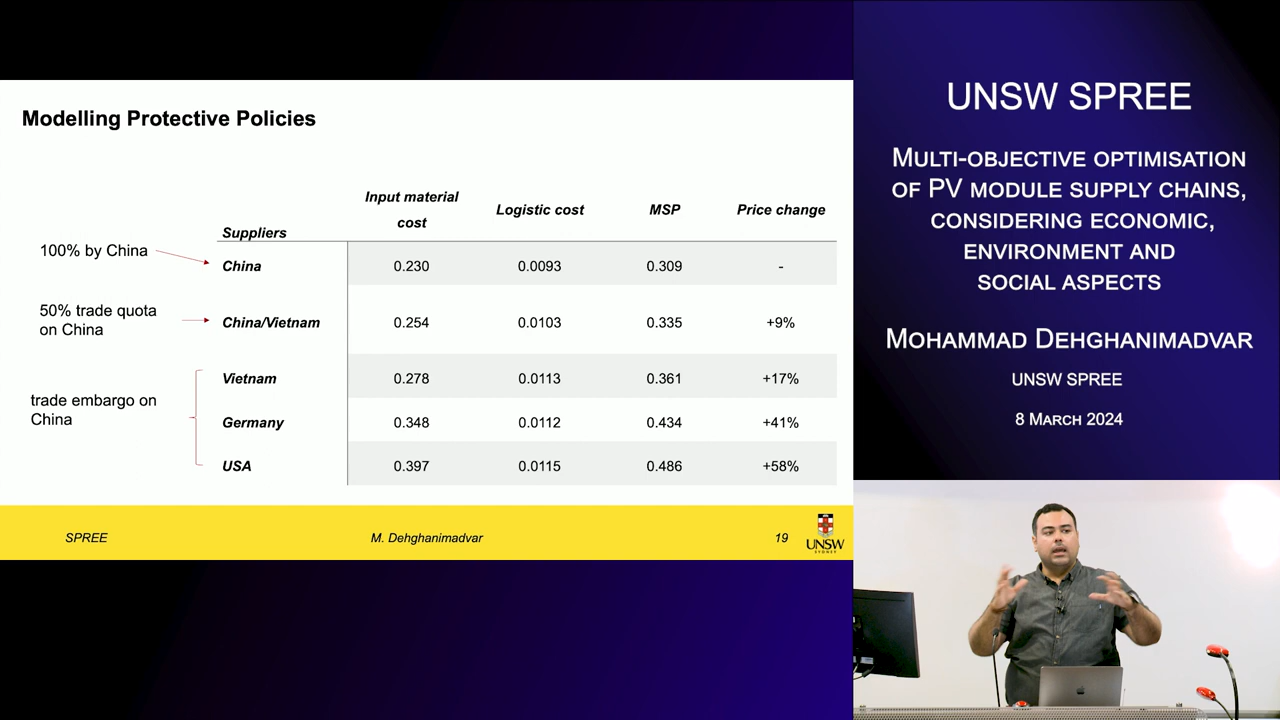 Modelling Protective Policies
Input material
cost
Logistic cost
MSP
Price change
Suppliers
100% by China
China
0.230
0.0093
0.309
-
50% trade quota
on China
China/Vietnam
0.254
0.0103
0.335
+9%
trade embargo on
China
Vietnam
0.278
0.0113
0.361
+17%
Germany
0.348
0.0112
0.434
+41%
USA
0.397
0.0115
0.486
+58%
SPREE
M. Dehghanimadvar
19
UNSW
SYDNEY
UNSW SPREE
Multi-objective optimisation
of PV module supply chains,
considering economic,
environment and
social aspects
Mohammad Dehghanimadvar
UNSW SPREE
8 March 2024